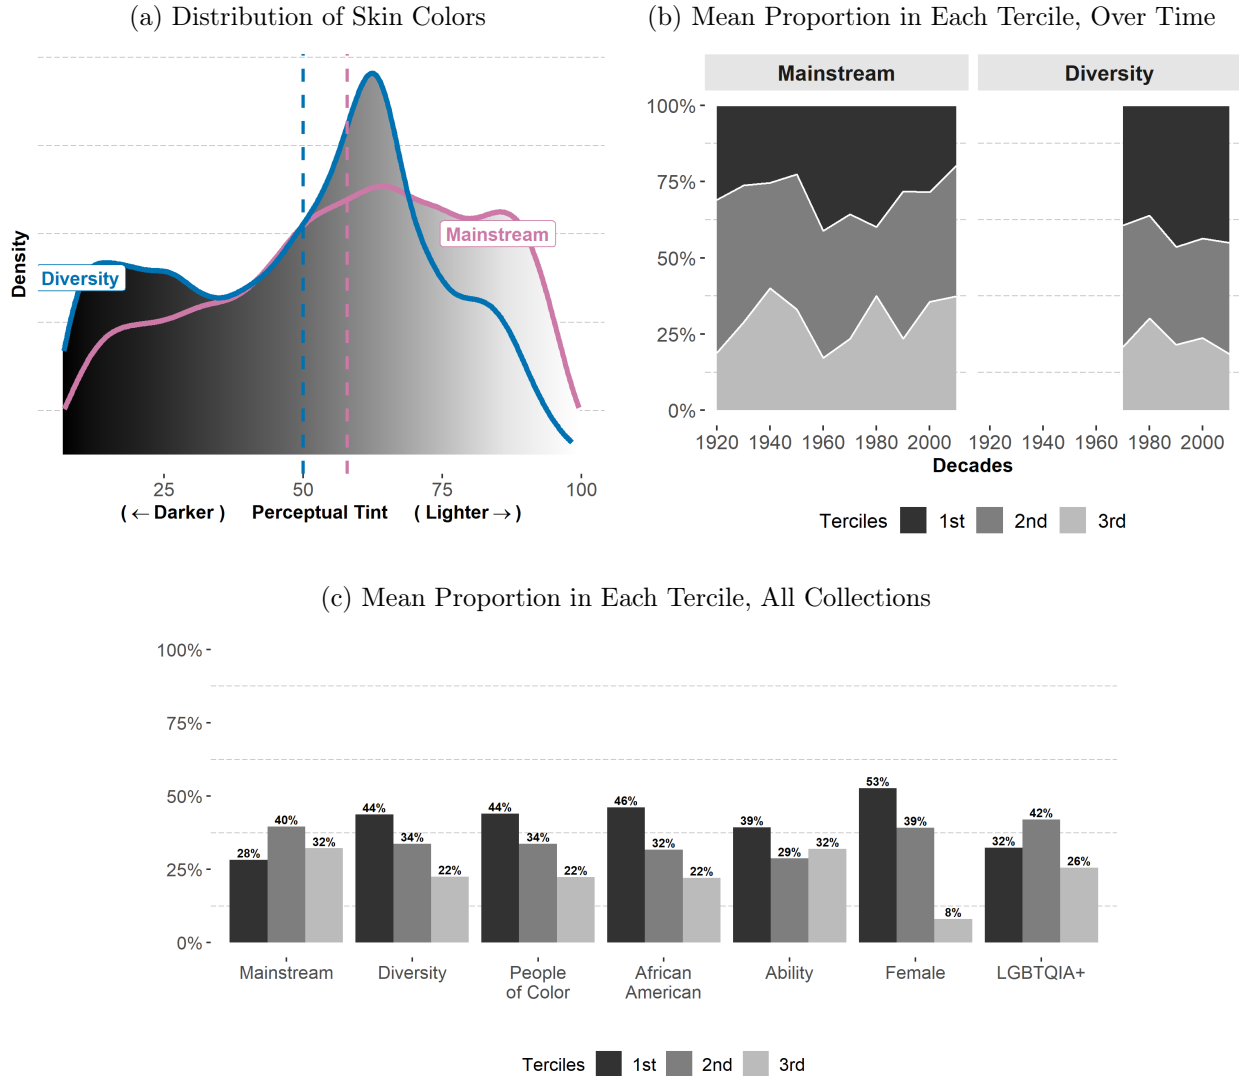 (a) Distribution of Skin Colors
Density
Diversity
Mainstream
25 50 75 100
( ← Darker ) Perceptual Tint ( Lighter → )
(b) Mean Proportion in Each Tercile, Over Time
Mainstream Diversity
100%
75%
50%
25%
0%
1920 1940 1960 1980 2000 1920 1940 1960 1980 2000
Decades
Terciles 1st 2nd 3rd
(c) Mean Proportion in Each Tercile, All Collections
100%
75%
50%
25%
0%
28% 40% 32% 44% 34% 22% 44% 34% 22% 46% 32% 22% 39% 29% 32% 53% 39% 8% 32% 42% 26%
Mainstream Diversity People African Ability Female LGBTQIA+
of Color American
Terciles 1st 2nd 3rd